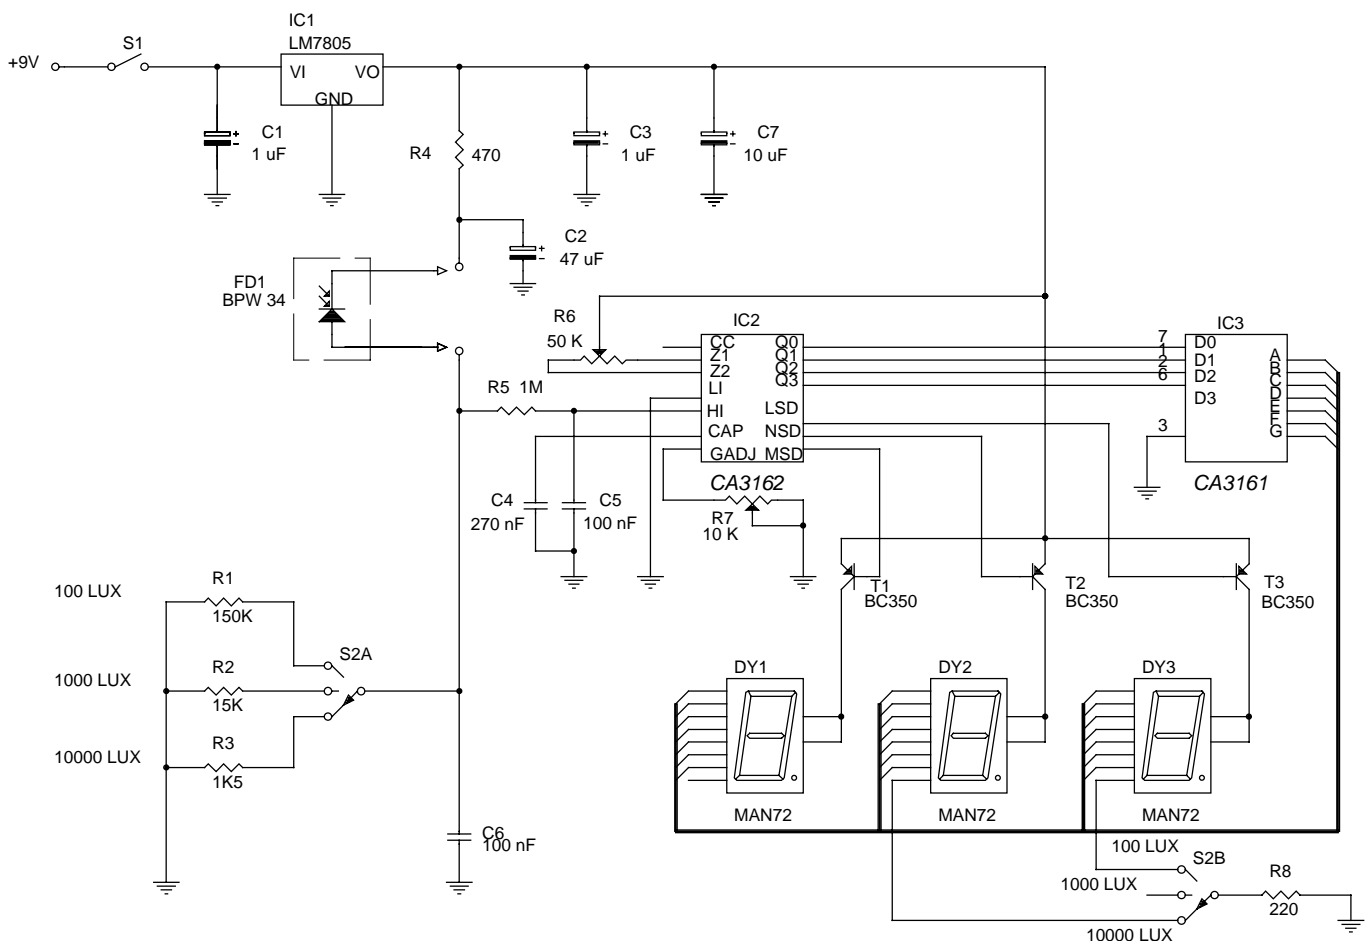 IC1
S1
LM7805
+9V
VI
VO
GND
+
-
C1
1 uF
R4
470
+
-
C3
1 uF
+
-
C7
10 uF
+
-
C2
47 uF
FD1
BPW 34
R6
50 K
IC2
CC
Z1
Z2
LI
HI
CAP
GADJ
Q0
Q1
Q2
Q3
LSD
NSD
MSD
CA3162
7
1
2
6
3
IC3
D0
D1
D2
D3
A
B
C
D
E
F
G
CA3161
R5 1M
C4
270 nF
C5
100 nF
R7
10 K
T1
BC350
T2
BC350
T3
BC350
100 LUX
R1
150K
1000 LUX
R2
15K
S2A
10000 LUX
R3
1K5
C6
100 nF
DY1
MAN72
DY2
MAN72
DY3
MAN72
100 LUX
S2B
1000 LUX
R8
220
10000 LUX